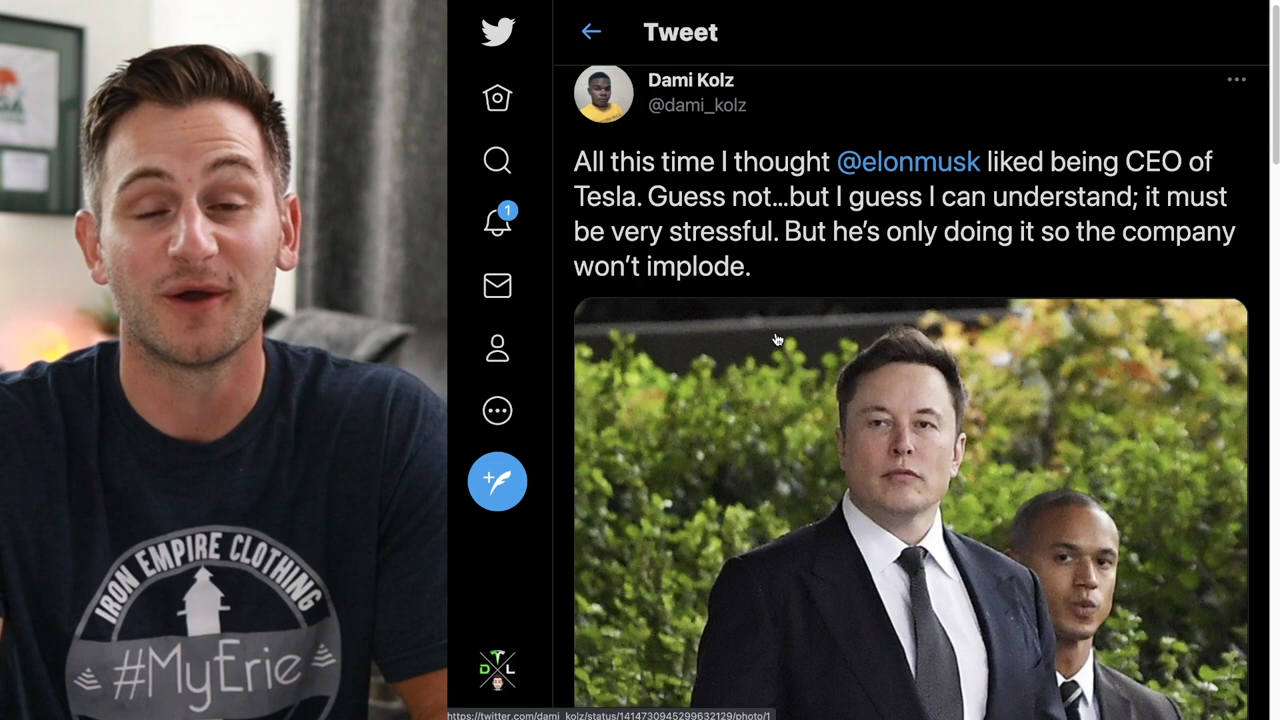 Tweet
Dami Kolz
@dami_kolz
All this time I thought @elonmusk liked being CEO of
Tesla. Guess not...but I guess I can understand; it must
be very stressful. But he’s only doing it so the company
won’t implode.
1
IRON EMPIRE CLOTHING
#MyErie
D L
https://twitter.com/dami_kolz/status/1414730945299632129/photo/1